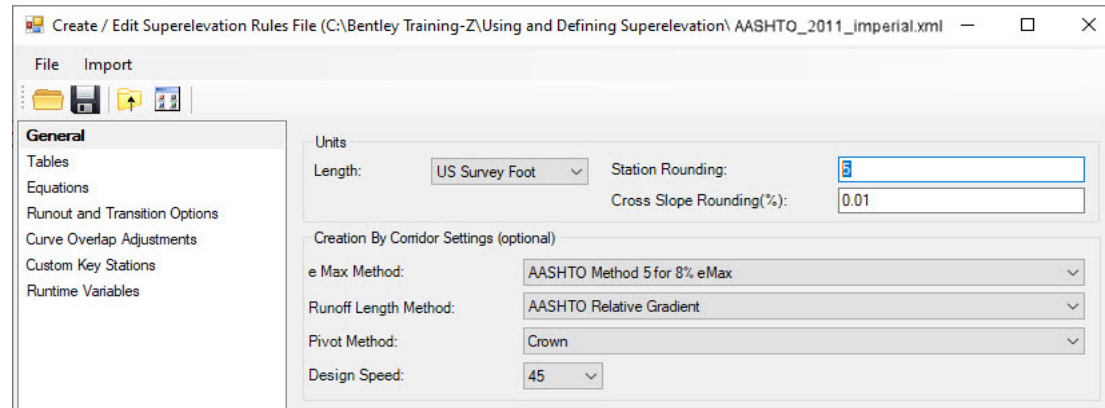 Create / Edit Superelevation Rules File (C:\Bentley Training-Z\Using and Defining Superelevation\ AASHTO_2011_imperial.xml
File Import
General
Tables
Equations
Runout and Transition Options
Curve Overlap Adjustments
Custom Key Stations
Runtime Variables
Units
Length: US Survey Foot Station Rounding: 5
Cross Slope Rounding(%): 0.01
Creation By Corridor Settings (optional)
e Max Method: AASHTO Method 5 for 8% eMax
Runoff Length Method: AASHTO Relative Gradient
Pivot Method: Crown
Design Speed: 45